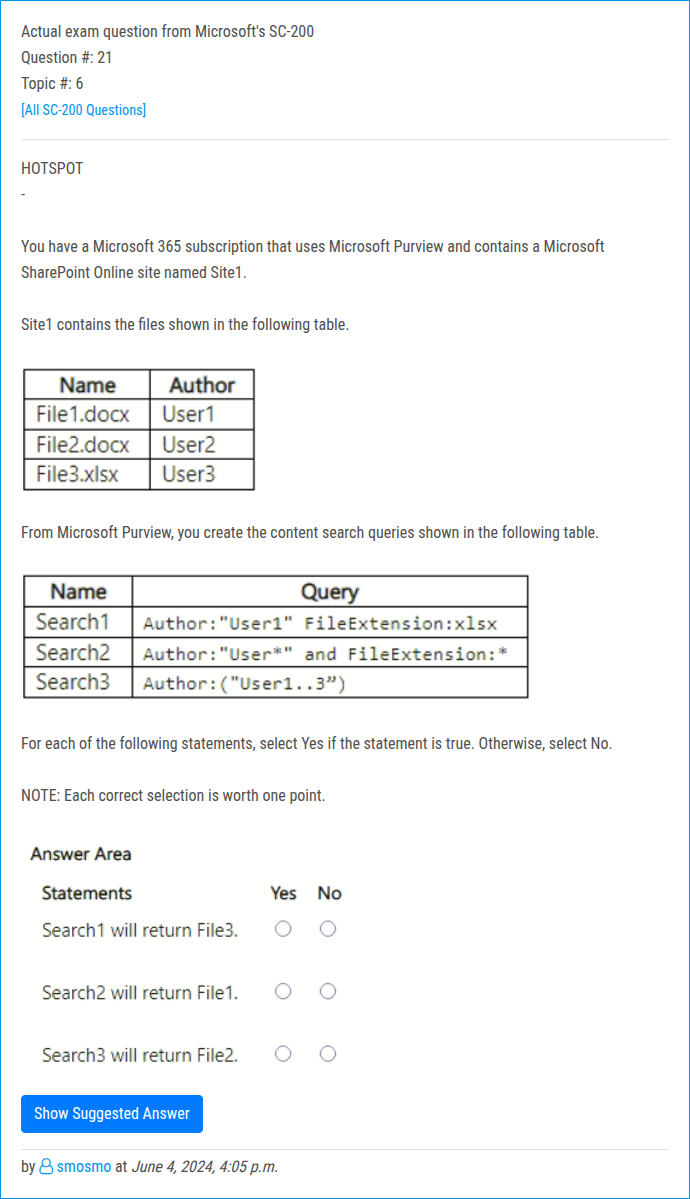 Actual exam question from Microsoft's SC-200
Question #: 21
Topic #: 6
[All SC-200 Questions]
HOTSPOT
-
You have a Microsoft 365 subscription that uses Microsoft Purview and contains a Microsoft
SharePoint Online site named Site1.
Site1 contains the files shown in the following table.
Name Author
File1.docx User1
File2.docx User2
File3.xlsx User3
From Microsoft Purview, you create the content search queries shown in the following table.
Name Query
Search1 Author:"User1" FileExtension:xlsx
Search2 Author:"User*" and FileExtension:*
Search3 Author:("User1..3”)
For each of the following statements, select Yes if the statement is true. Otherwise, select No.
NOTE: Each correct selection is worth one point.
Answer Area
Statements Yes No
Search1 will return File3.
Search2 will return File1.
Search3 will return File2.
Show Suggested Answer
by smosmo at June 4, 2024, 4:05 p.m.